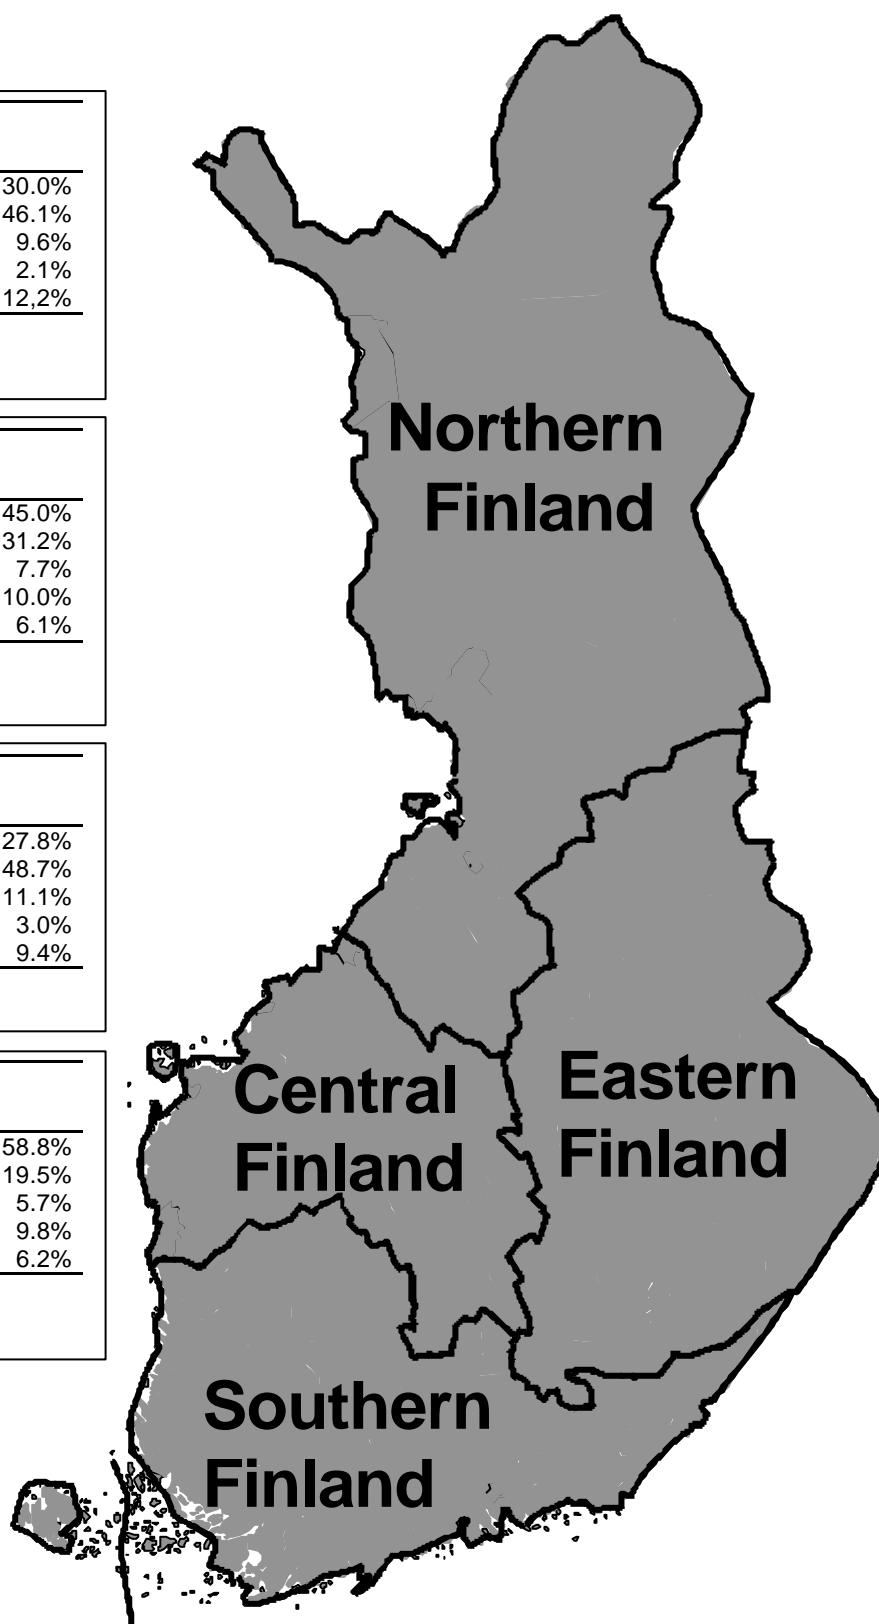 30.0%
46.1%
9.6%
2.1%
12,2%
45.0%
31.2%
7.7%
10.0%
6.1%
27.8%
48.7%
11.1%
3.0%
9.4%
58.8%
19.5%
5.7%
9.8%
6.2%
Northern
Finland
Central
Finland
Eastern
Finland
Southern
Finland